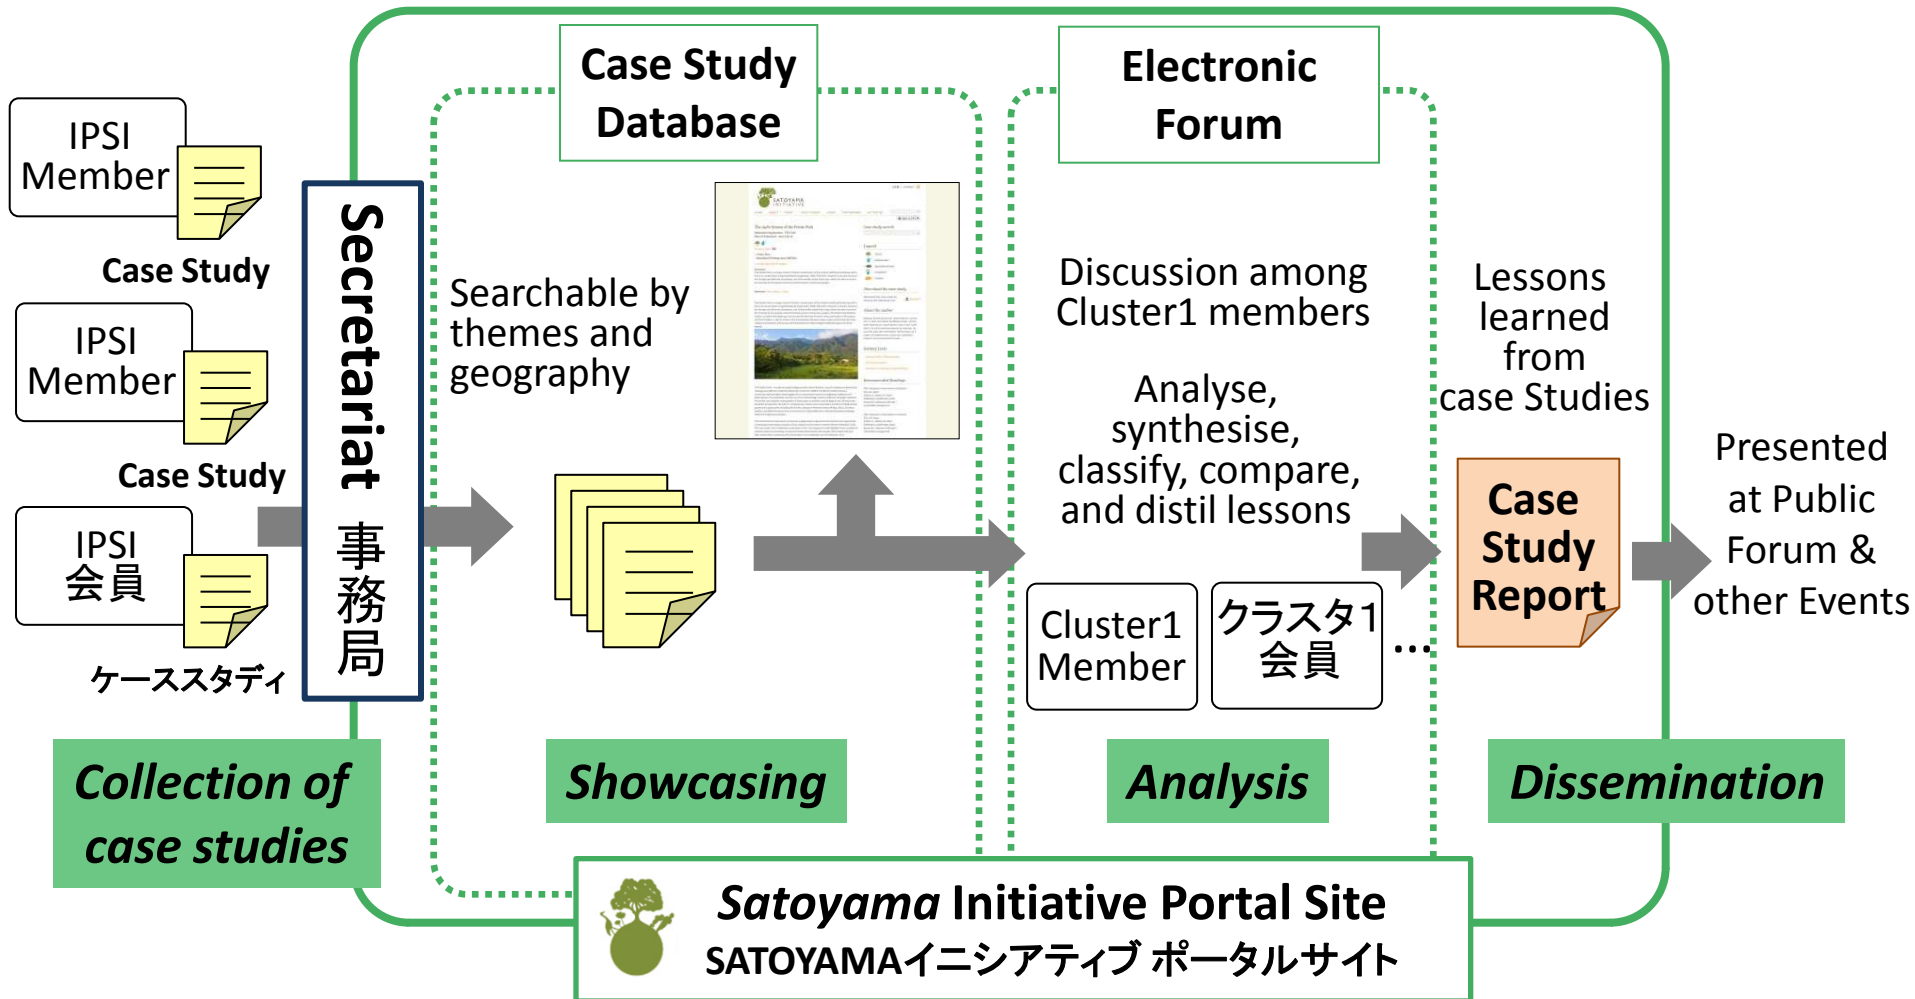 Case Study
Database
Electronic
Forum
IPSI
Member
Case Study
IPSI
Member
Case Study
IPSI
会員
ケーススタディ
Secretariat 事務局
Searchable by
themes and
geography
SATOYAMA
INITIATIVE
Discussion among
Cluster1 members
Analyse,
synthesise,
classify, compare,
and distil lessons
Cluster1
Member
クラスタ1
会員
...
Lessons
learned
from
case Studies
Case
Study
Report
Presented
at Public
Forum &
other Events
Collection of
case studies
Showcasing
Analysis
Dissemination
Satoyama Initiative Portal Site
SATOYAMAイニシアティブ ポータルサイト